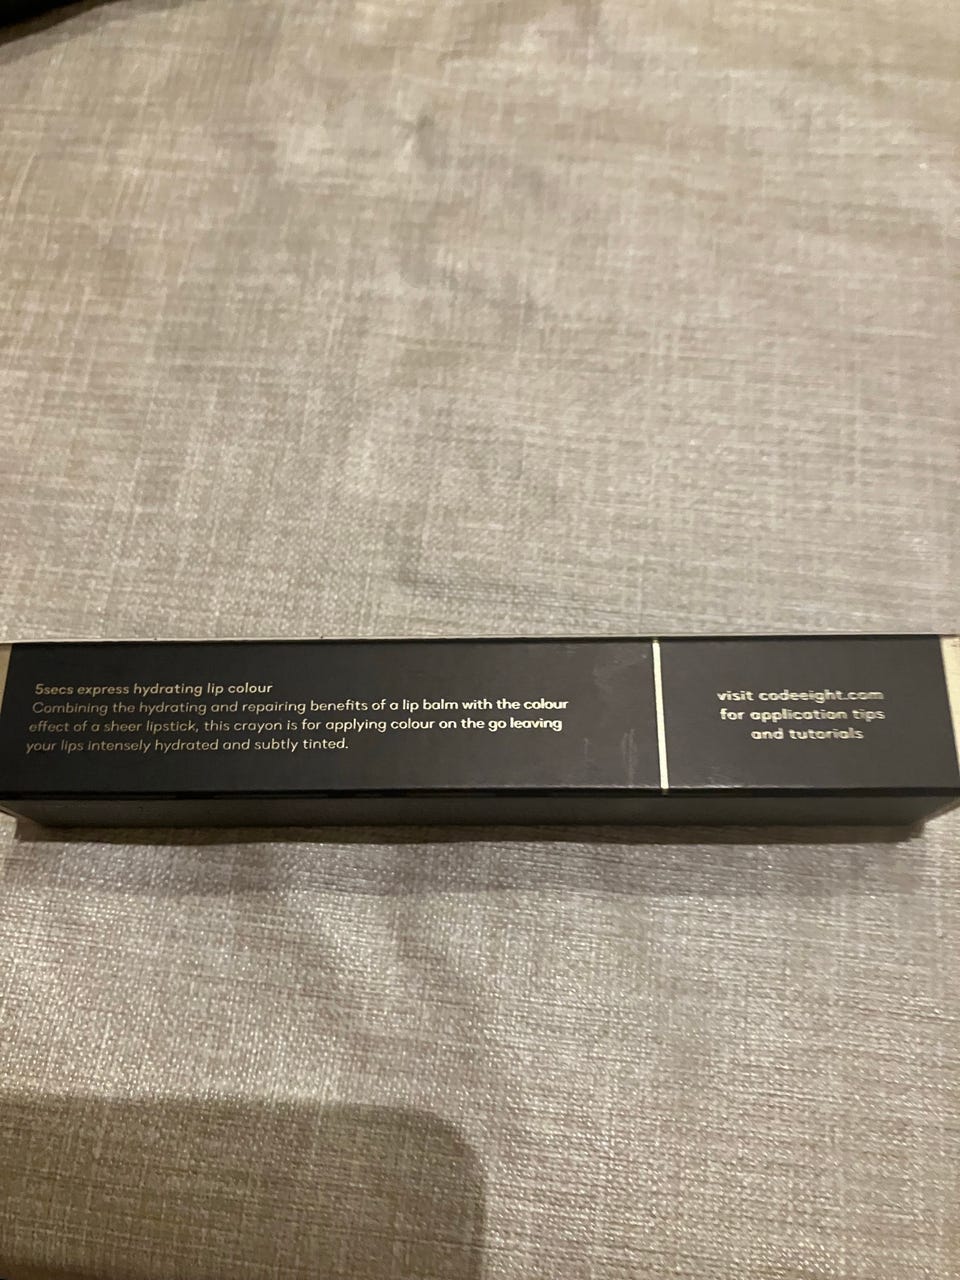 5secs express hydrating lip colour
Combining the hydrating and repairing benefits of a lip balm with the colour
effect of a sheer lipstick, this crayon is for applying colour on the go leaving
your lips intensely hydrated and subtly tinted.
visit codeeight.com
for application tips
and tutorials